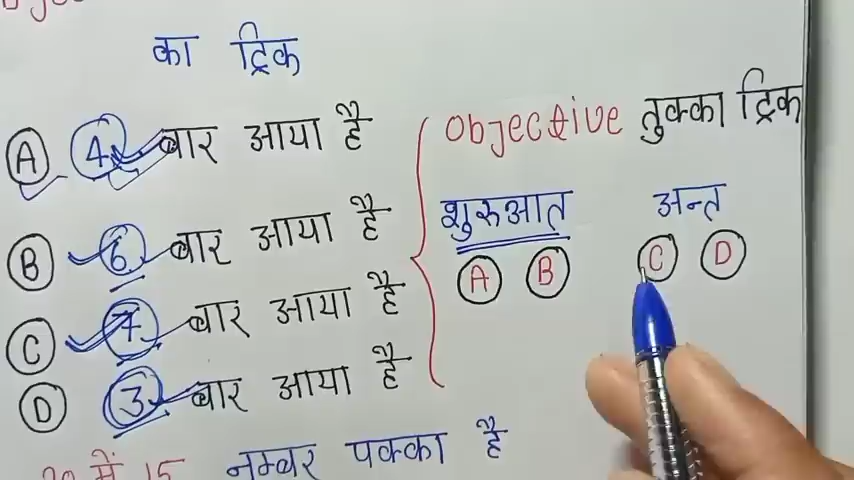 का ट्रिक
A 4 बार आया है
B 6 बार आया है
C 7 बार आया है
D 3 बार आया है
objective तुक्का ट्रिक
शुरुआत अन्त
A B C D
में 15 नम्बर पक्का है